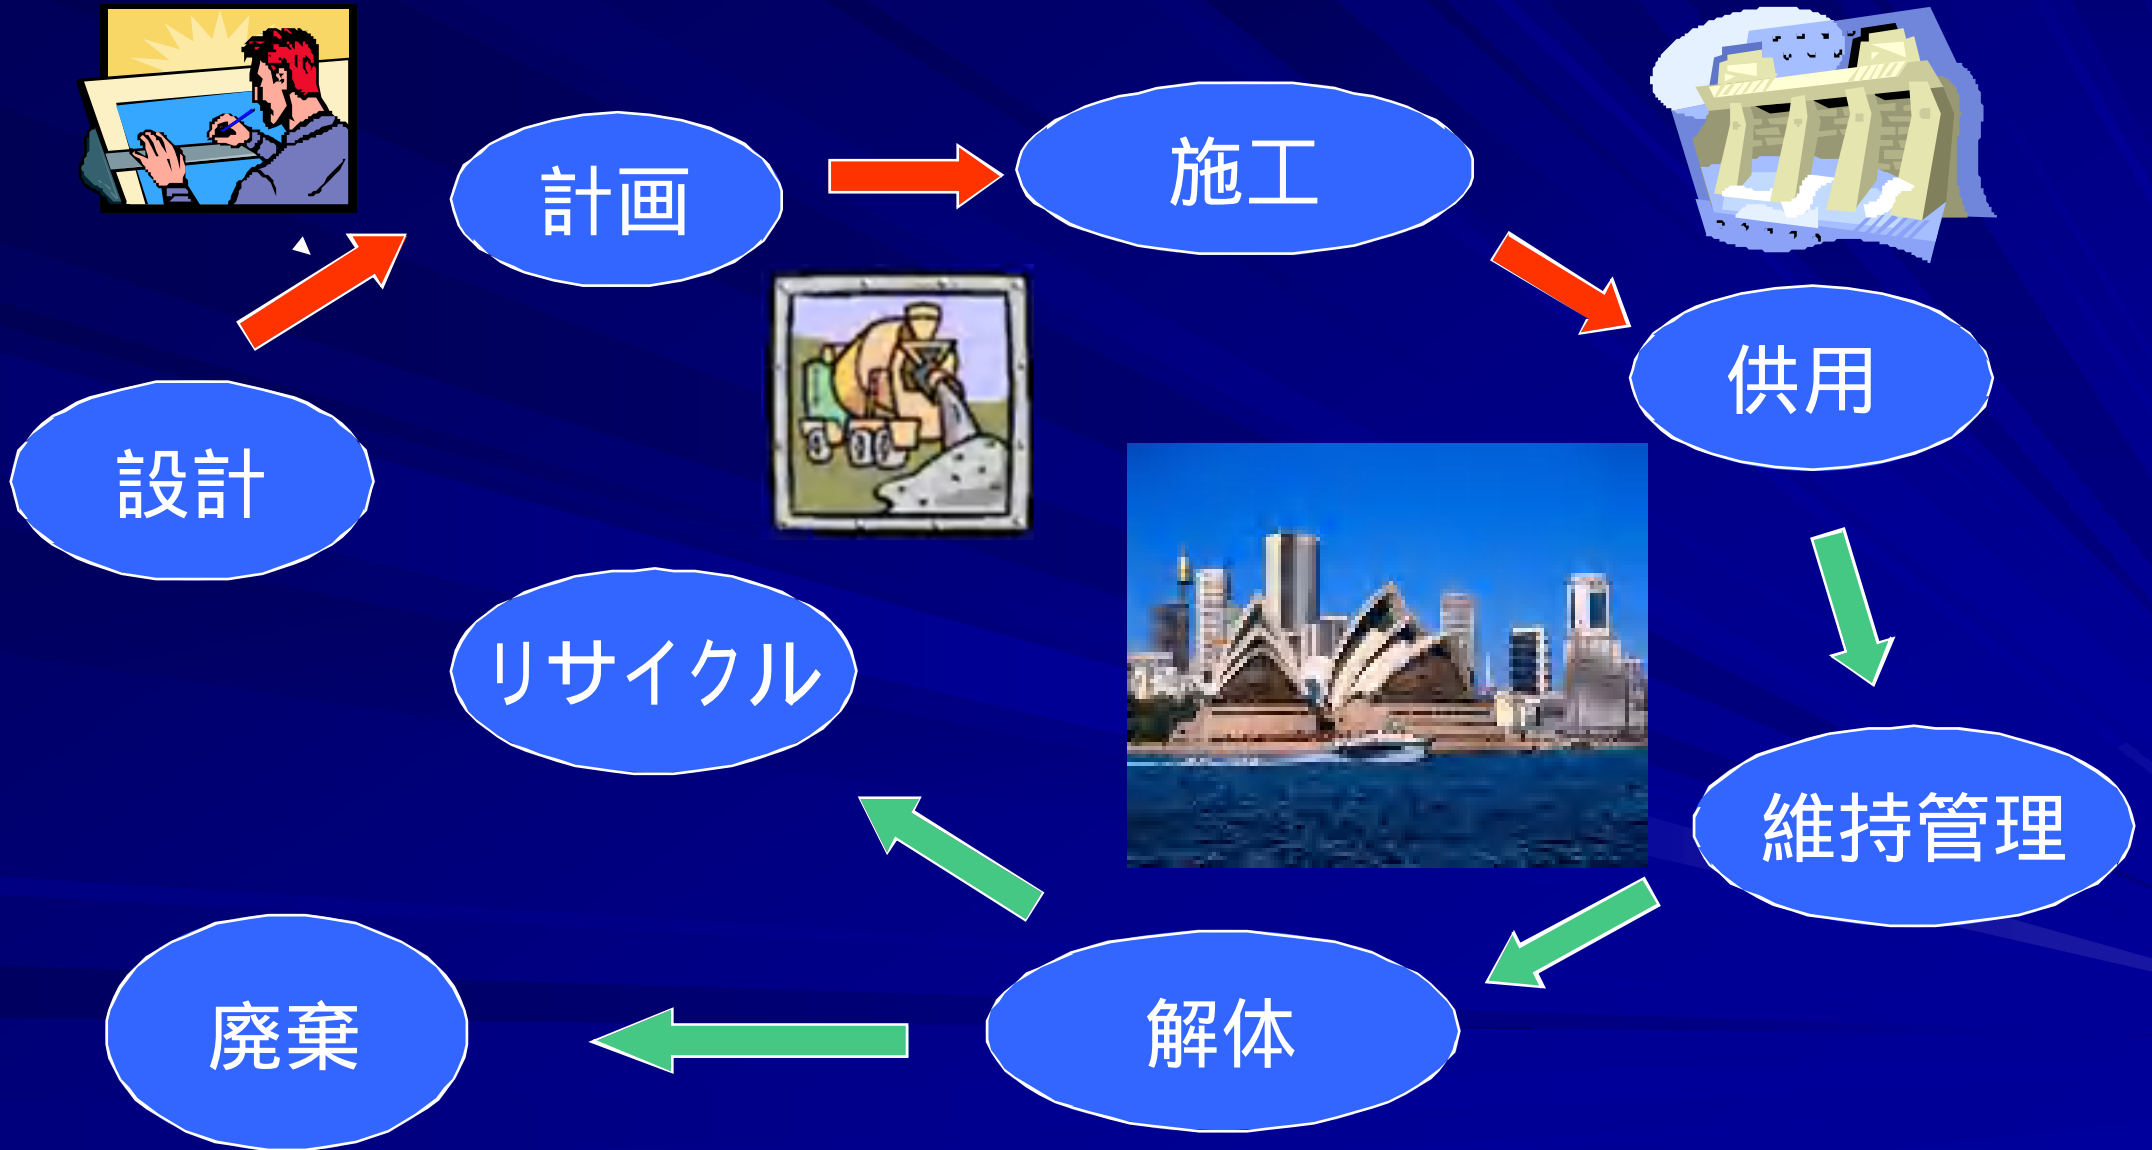 設計
計画
施工
供用
維持管理
解体
リサイクル
廃棄